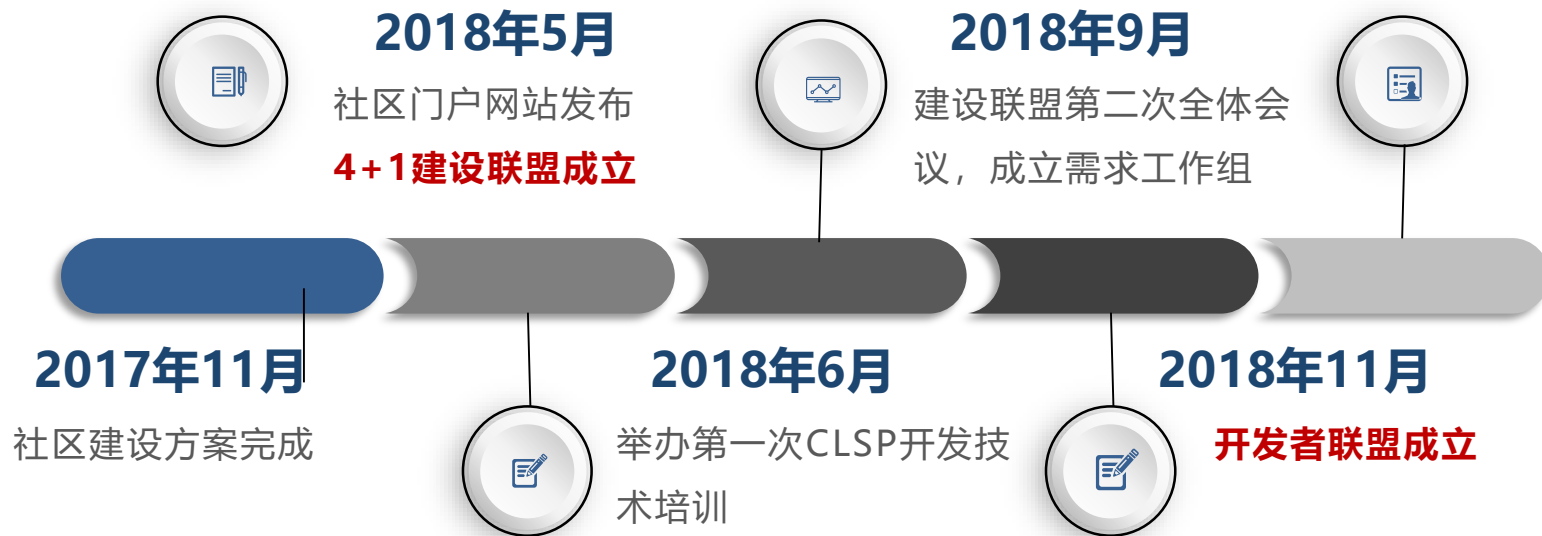 2018年5月
社区门户网站发布
4+1建设联盟成立
2018年9月
建设联盟第二次全体会
议，成立需求工作组
2017年11月
社区建设方案完成
2018年6月
举办第一次CLSP开发技
术培训
2018年11月
开发者联盟成立